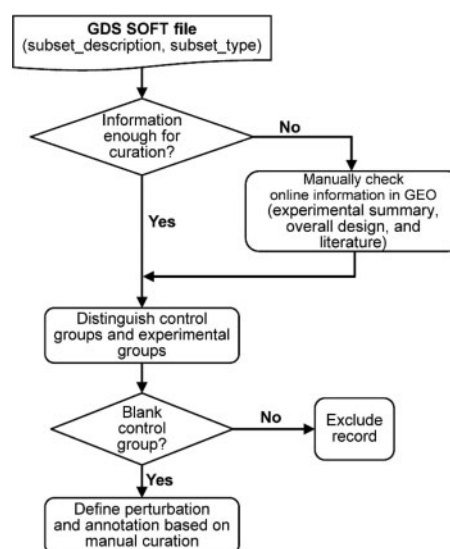 GDS SOFT file
(subset_description, subset_type)
Information
enough for
curation?
No
Manually check
online information in GEO
(experimental summary,
overall design, and
literature)
Yes
Distinguish control
groups and experimental
groups
Blank
control
group?
No
Exclude
record
Yes
Define perturbation
and annotation based on
manual curation